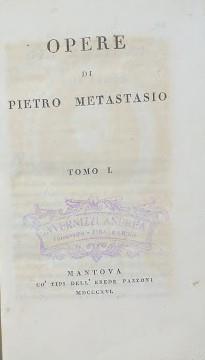 OPERE
DI
PIETRO METASTASIO
TOMO I.
MANTOVA
CO' TIPI DELL' EREDE PAZZONI
MDCCCXVI.